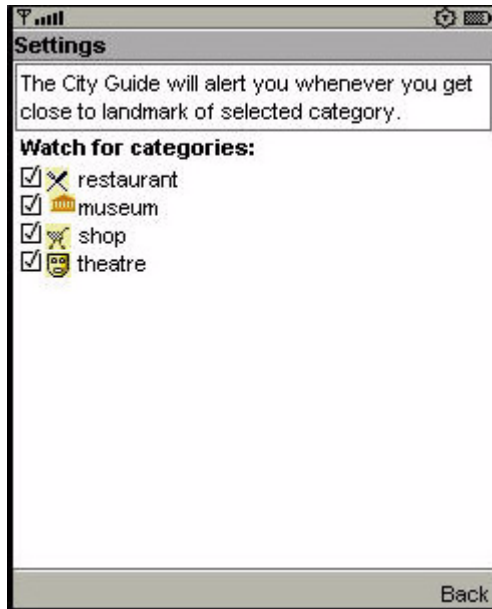 Settings
The City Guide will alert you whenever you get
close to landmark of selected category.
Watch for categories:
restaurant
museum
shop
theatre
Back